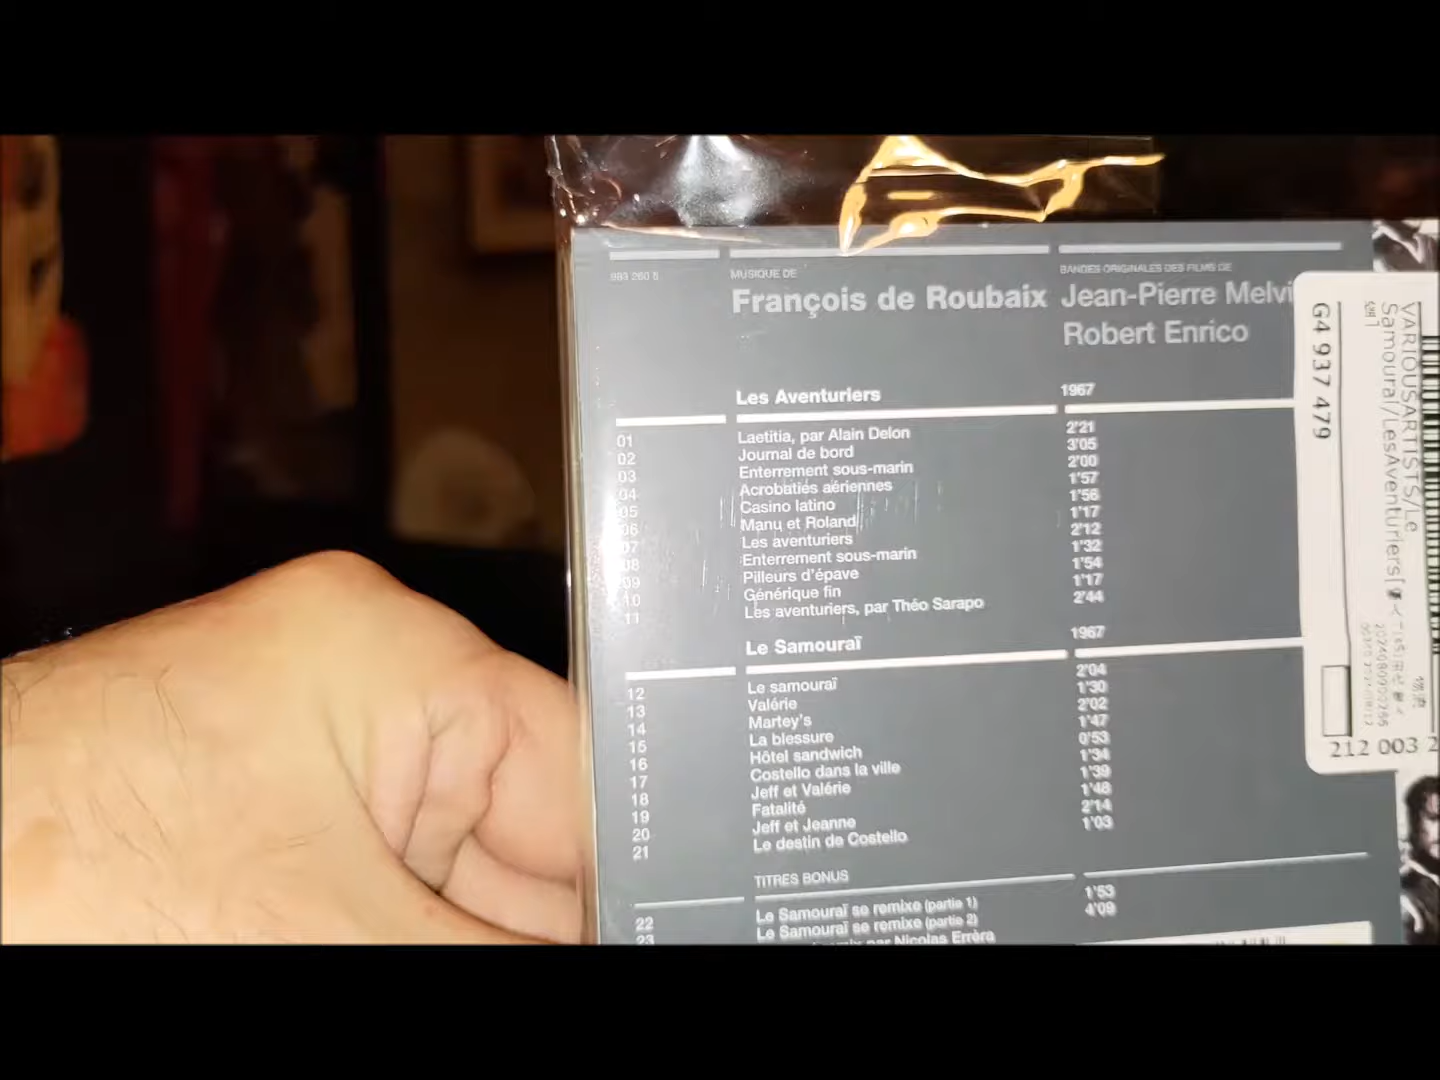 983 260 5
MUSIQUE DE
BANDES ORIGINALES DES FILMS DE
François de Roubaix
Jean-Pierre Melvi
Robert Enrico
Les Aventuriers 1967
01 Laetitia, par Alain Delon 2'21
02 Journal de bord 3'05
03 Enterrement sous-marin 2'00
04 Acrobaties aériennes 1'57
05 Casino latino 1'56
06 Manu et Roland 1'17
07 Les aventuriers 2'12
08 Enterrement sous-marin 1'32
09 Pilleurs d'épave 1'54
10 Générique fin 1'17
11 Les aventuriers, par Théo Sarapo 2'44
Le Samouraï 1967
12 Le samouraï 2'04
13 Valérie 1'30
14 Martey's 2'02
15 La blessure 1'47
16 Hôtel sandwich 0'53
17 Costello dans la ville 1'34
18 Jeff et Valérie 1'39
19 Fatalité 1'48
20 Jeff et Jeanne 2'14
21 Le destin de Costello 1'03
TITRES BONUS
22 Le Samouraï se remixe (partie 1) 1'53
23 Le Samouraï se remixe (partie 2) 4'09
par Nicolas Errèra
VARIOUSARTISTS/Le
Samourai/LesAventuriers[
G4 937 479
212 003 2